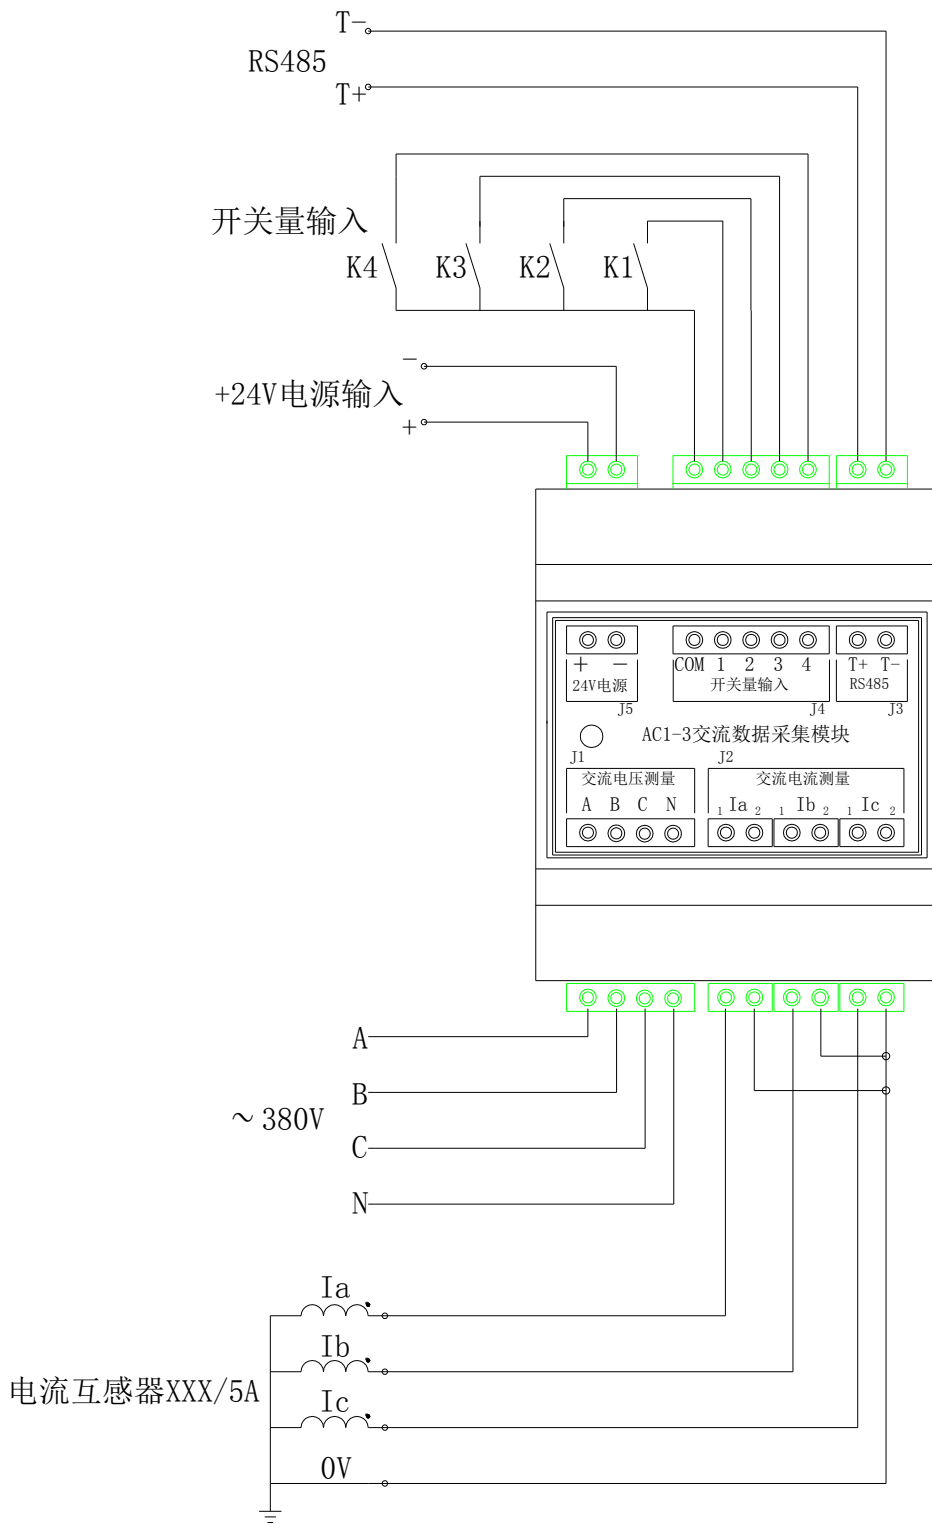 T-
RS485
T+
开关量输入
K4 K3 K2 K1
-
+24V电源输入
+
COM 1 2 3 4 T+ T-
+ -
24V电源 开关量输入 RS485
J5 J4 J3
AC1-3交流数据采集模块
J1 J2
交流电压测量 交流电流测量
A B C N 1 Ia 2 1 Ib 2 1 Ic 2
A
B
~380V
C
N
Ia
Ib
电流互感器XXX/5A
Ic
0V